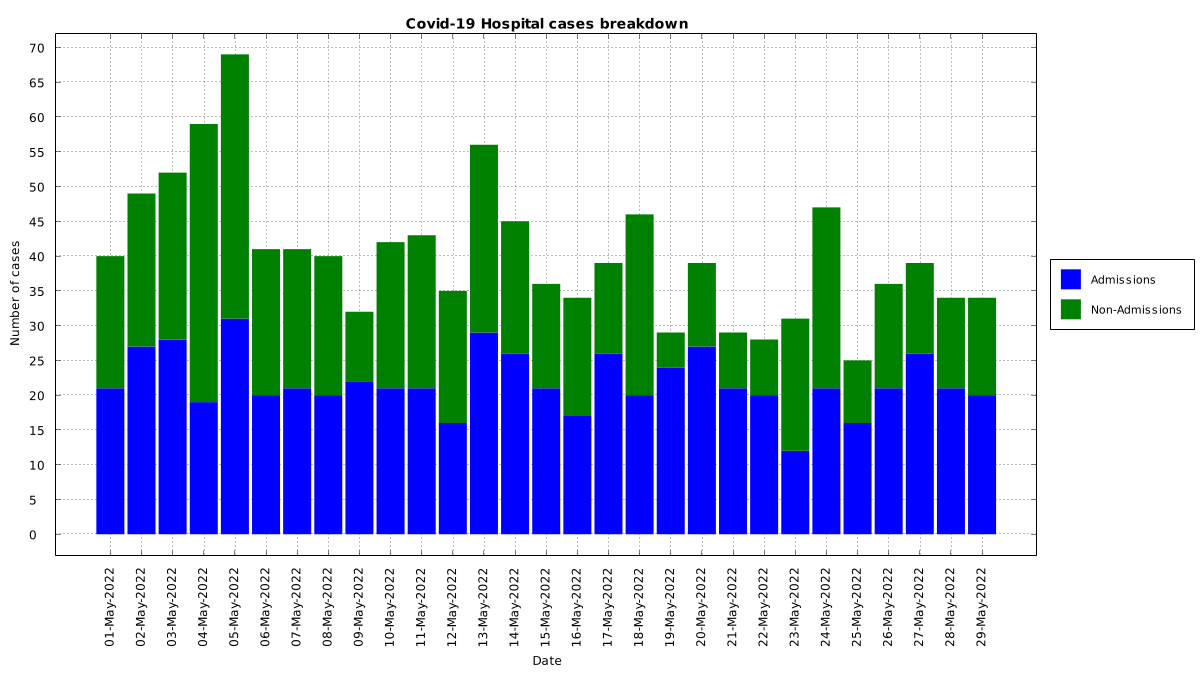 Covid-19 Hospital cases breakdown
70
65
60
55
50
45
40
35
30
25
20
15
10
5
0
Number of cases
01-May-2022
02-May-2022
03-May-2022
04-May-2022
05-May-2022
06-May-2022
07-May-2022
08-May-2022
09-May-2022
10-May-2022
11-May-2022
12-May-2022
13-May-2022
14-May-2022
15-May-2022
16-May-2022
17-May-2022
18-May-2022
19-May-2022
20-May-2022
21-May-2022
22-May-2022
23-May-2022
24-May-2022
25-May-2022
26-May-2022
27-May-2022
28-May-2022
29-May-2022
Date
Admissions
Non-Admissions